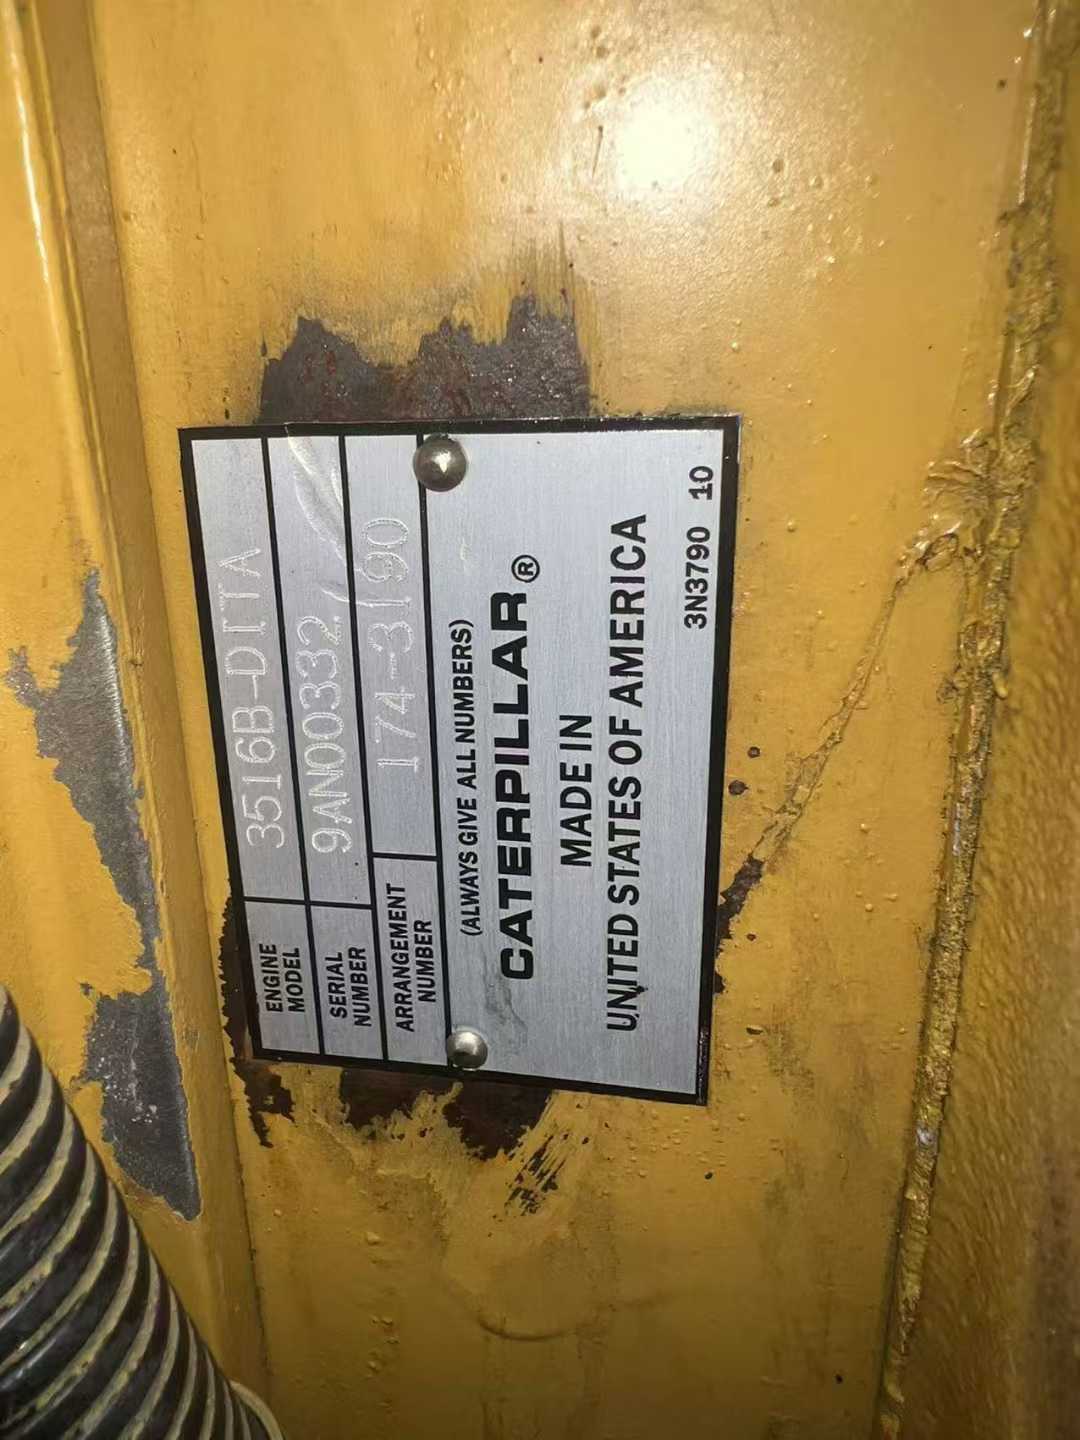 ENGINE MODEL 3516B-DITA
SERIAL NUMBER 9AN00332
ARRANGEMENT NUMBER 174-3190
(ALWAYS GIVE ALL NUMBERS)
CATERPILLAR®
MADE IN
UNITED STATES OF AMERICA
3N3790 10